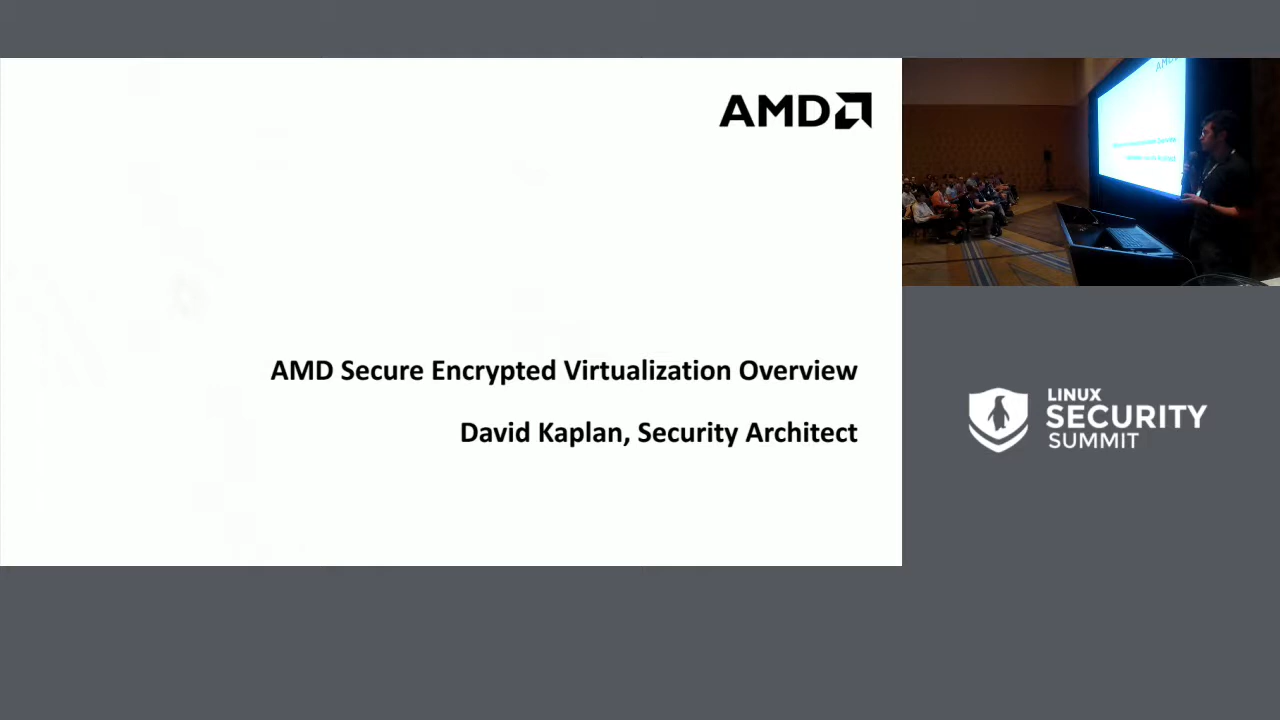 AMD
AMD Secure Encrypted Virtualization Overview
David Kaplan, Security Architect
LINUX
SECURITY
SUMMIT